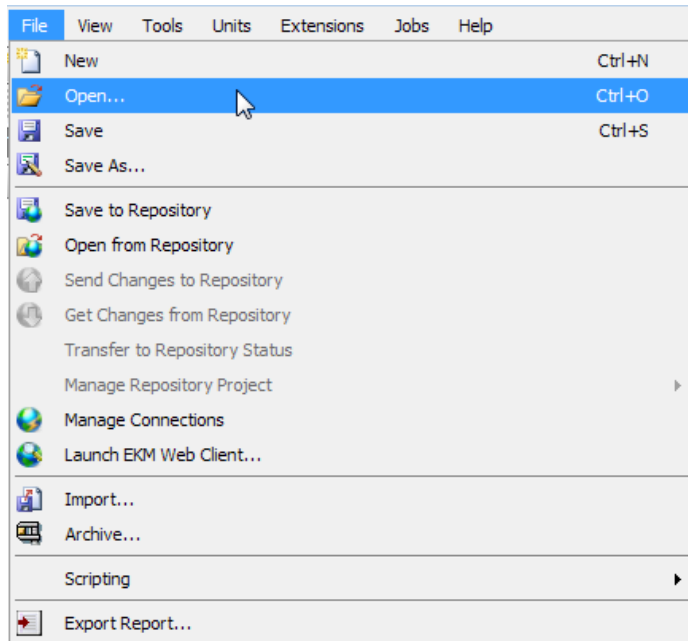 File View Tools Units Extensions Jobs Help
New Ctrl+N
Open... Ctrl+O
Save Ctrl+S
Save As...
Save to Repository
Open from Repository
Send Changes to Repository
Get Changes from Repository
Transfer to Repository Status
Manage Repository Project
Manage Connections
Launch EKM Web Client...
Import...
Archive...
Scripting
Export Report...